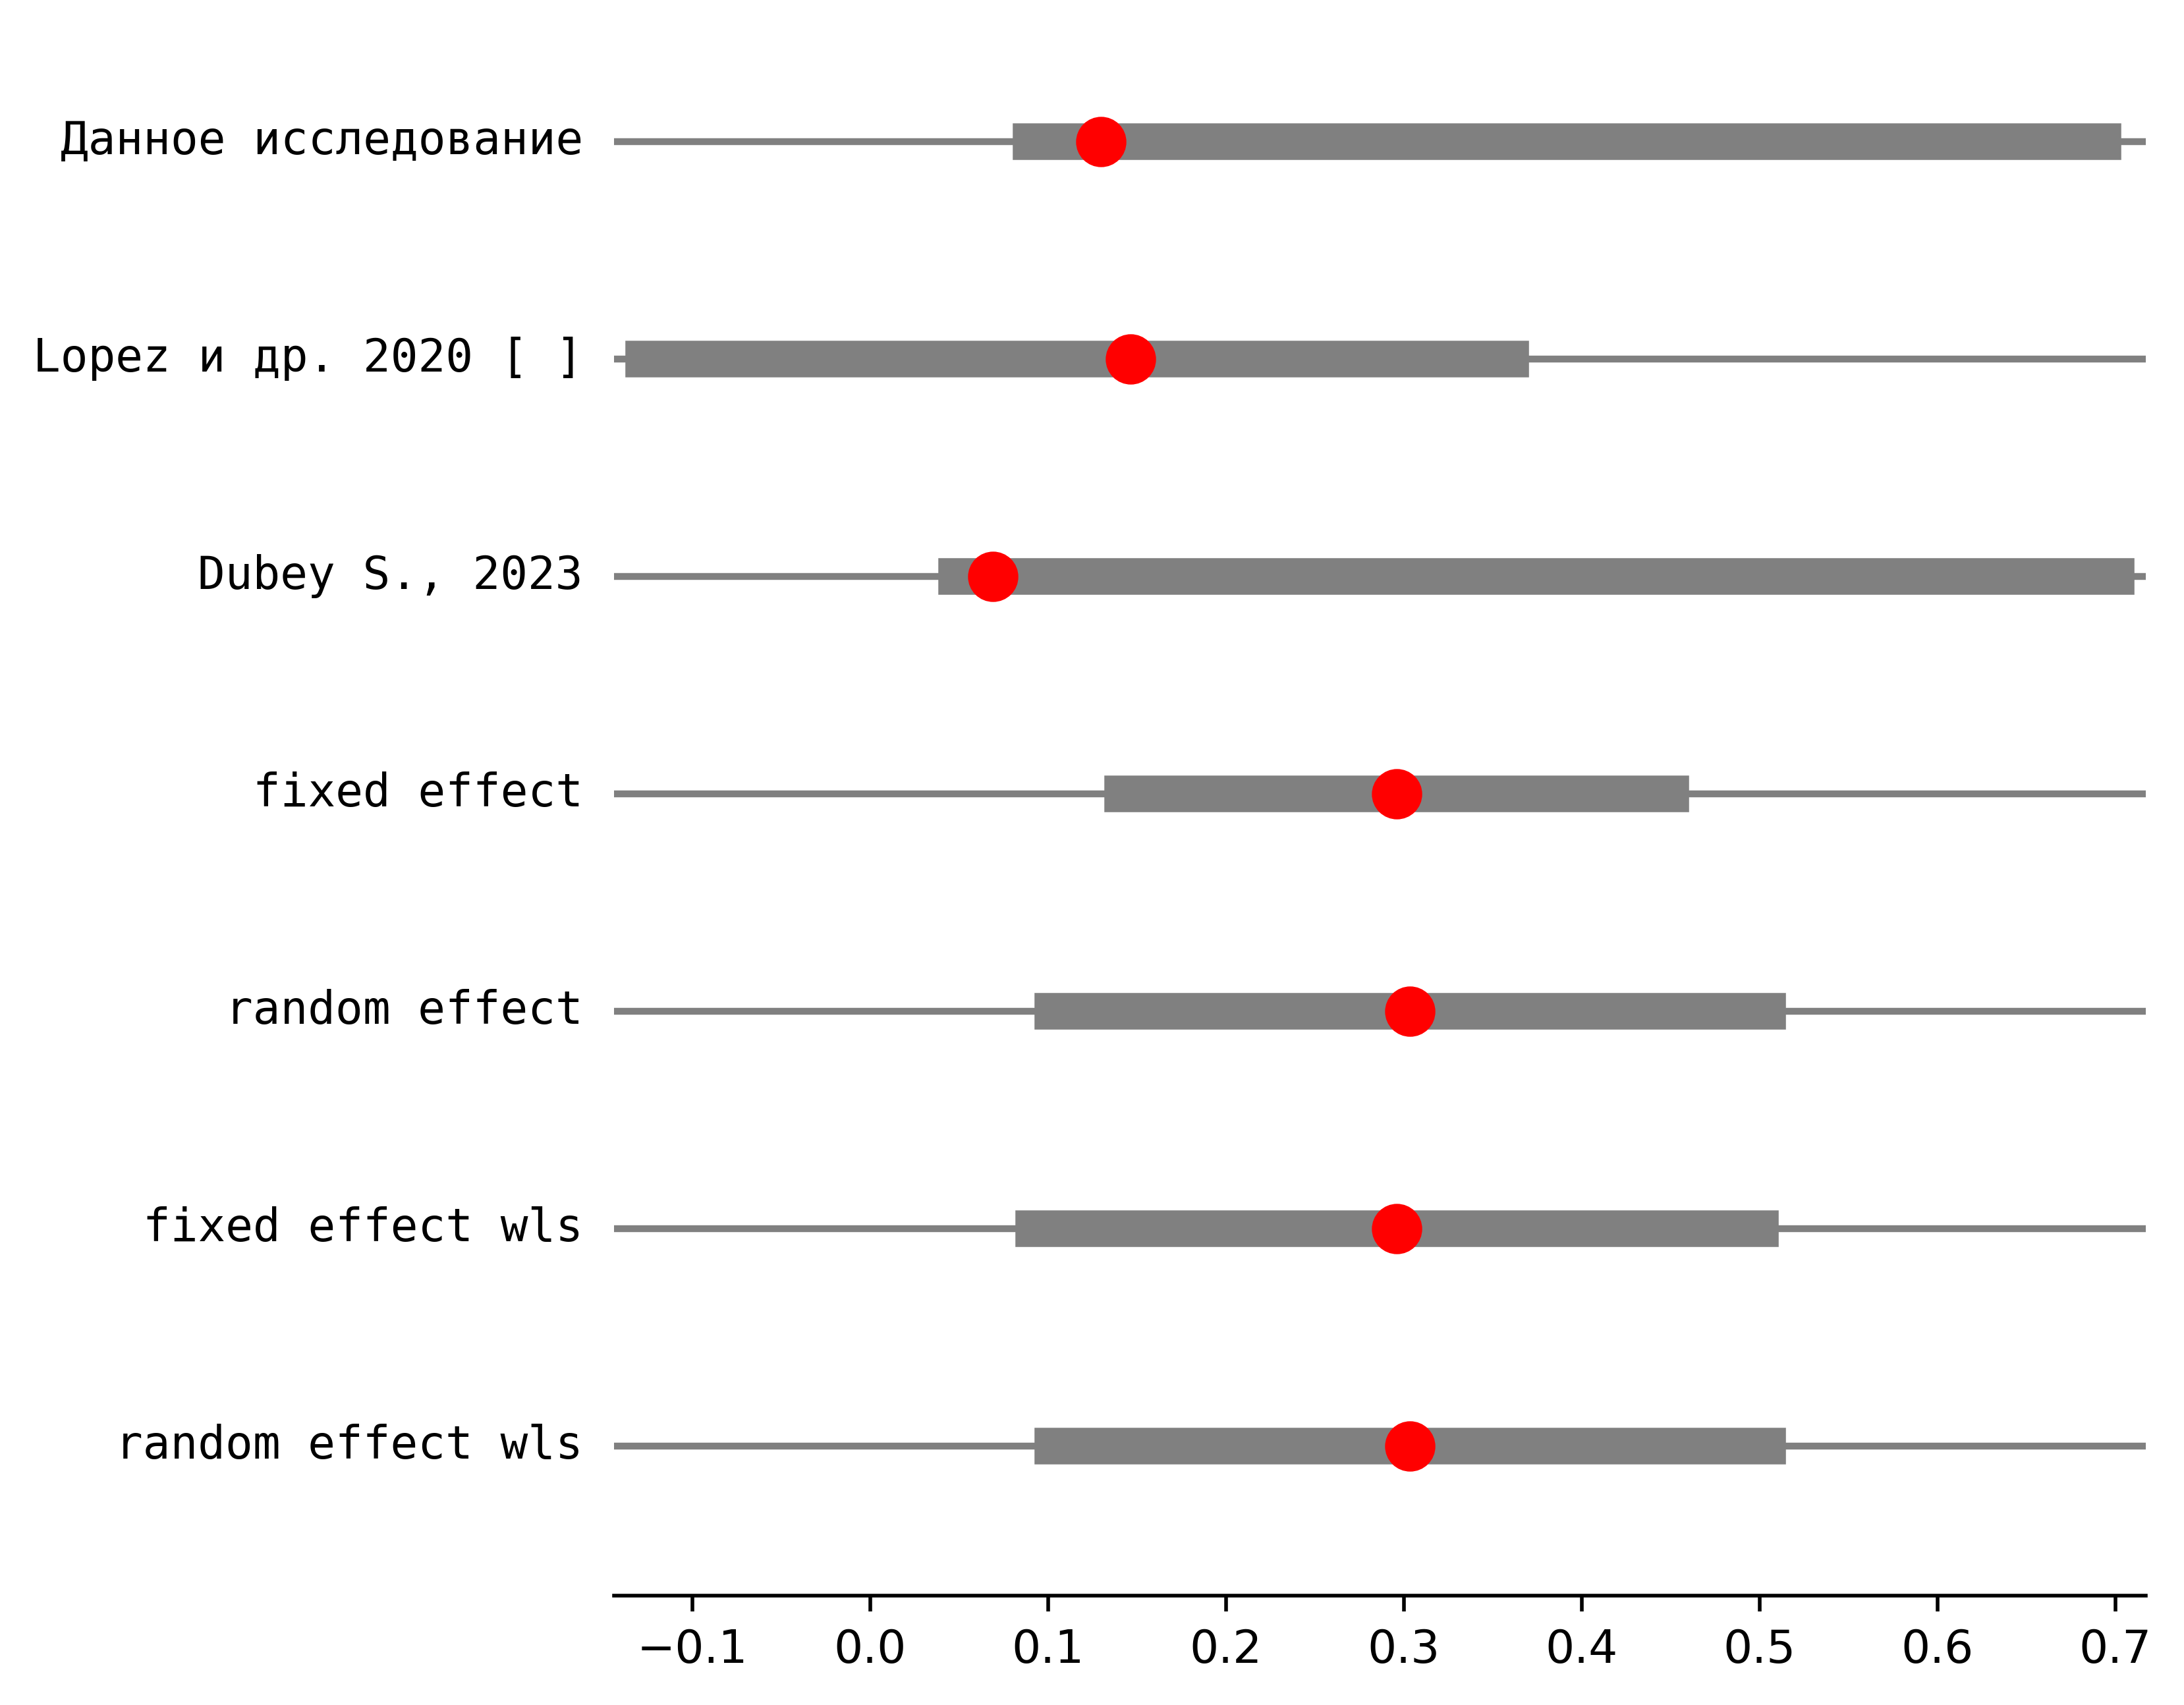 Данное исследование
Lopez и др. 2020 [ ]
Dubey S., 2023
fixed effect
random effect
fixed effect wls
random effect wls
−0.1 0.0 0.1 0.2 0.3 0.4 0.5 0.6 0.7